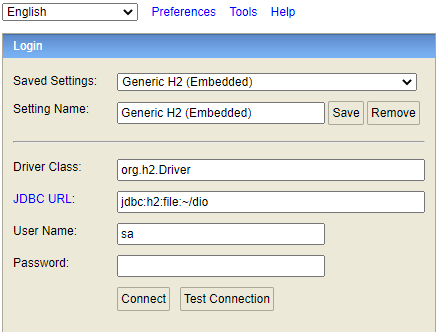 English Preferences Tools Help
Login
Saved Settings: Generic H2 (Embedded)
Setting Name: Generic H2 (Embedded) Save Remove
Driver Class: org.h2.Driver
JDBC URL: jdbc:h2:file:~/dio
User Name: sa
Password:
Connect Test Connection